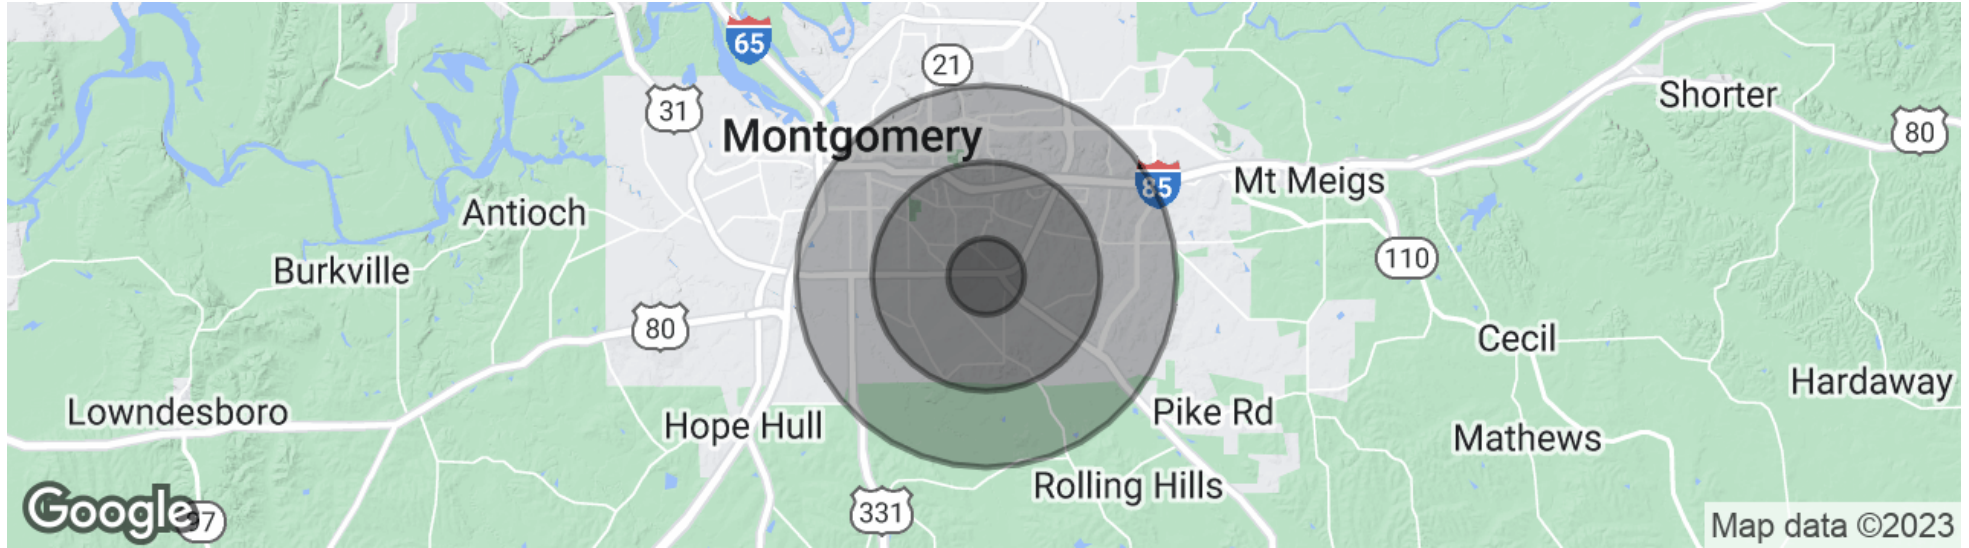 65
21
31
Shorter
80
Montgomery
85
Mt Meigs
Antioch
110
Burkville
80
Cecil
Hardaway
Lowndesboro
Hope Hull
Pike Rd
Mathews
Rolling Hills
331
Google
97
Map data ©2023